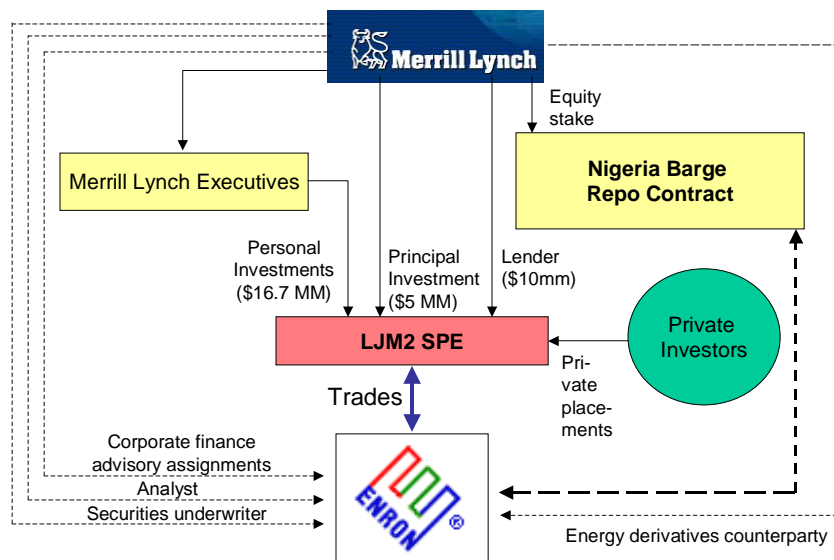 Merrill Lynch
Equity
stake
Merrill Lynch Executives
Nigeria Barge
Repo Contract
Personal
Investments
($16.7 MM)
Principal
Investment
($5 MM)
Lender
($10mm)
Private
Investors
LJM2 SPE
Pri-
vate
place-
ments
Trades
Corporate finance
advisory assignments
Analyst
Securities underwriter
ENRON
®
Energy derivatives counterparty